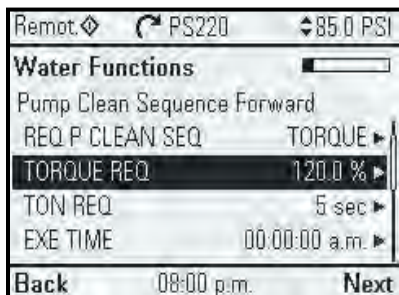 Remot. PS220 85.0 PSI
Water Functions
Pump Clean Sequence Forward
REQ P CLEAN SEQ TORQUE
TORQUE REQ 120.0 %
TON REQ 5 sec
EXE TIME 00:00:00 a.m.
Back 08:00 p.m. Next